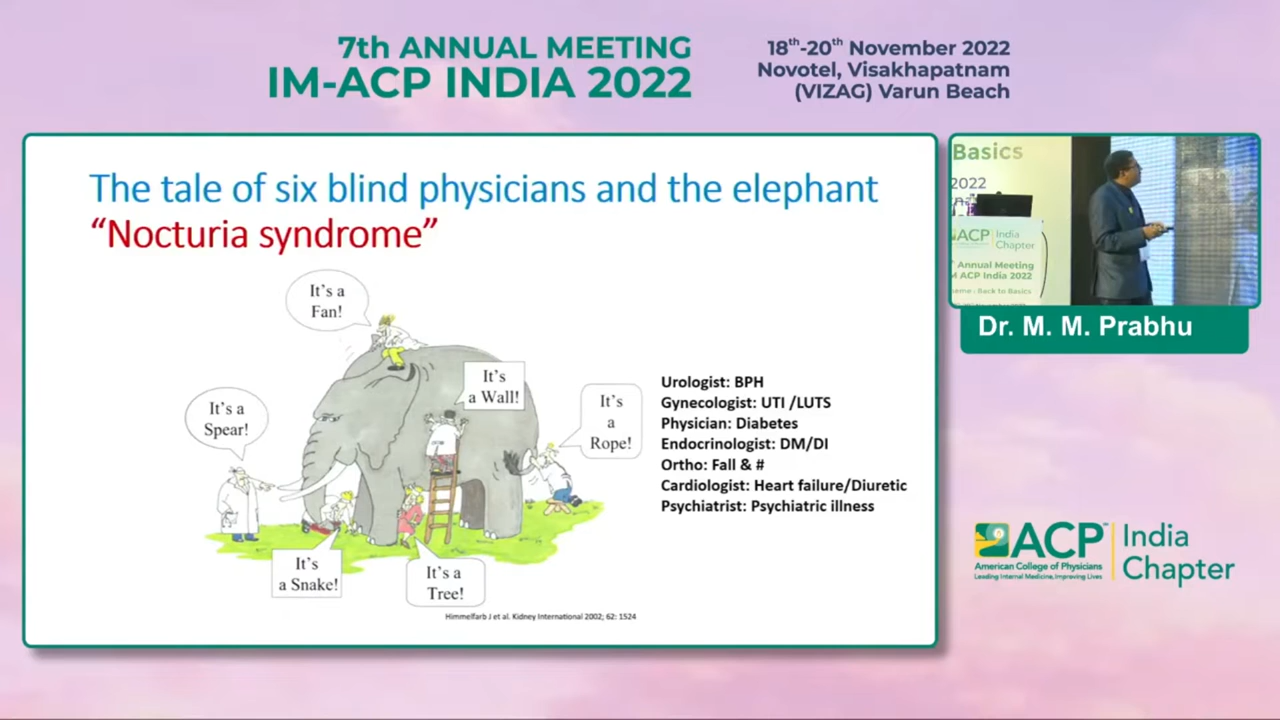 7th ANNUAL MEETING
IM-ACP INDIA 2022
18th-20th November 2022
Novotel, Visakhapatnam
(VIZAG) Varun Beach
The tale of six blind physicians and the elephant
“Nocturia syndrome”
It’s a
Fan!
It’s
a Wall!
It’s a
Spear!
It’s
a
Rope!
It’s
a Snake!
It’s a
Tree!
Urologist: BPH
Gynecologist: UTI /LUTS
Physician: Diabetes
Endocrinologist: DM/DI
Ortho: Fall & #
Cardiologist: Heart failure/Diuretic
Psychiatrist: Psychiatric illness
Himmelfarb J et al. Kidney International 2002; 62: 1524
Basics
2022
ACP India
Chapter
Annual Meeting
ACP India 2022
Back to Basics
Dr. M. M. Prabhu
ACP
American College of Physicians
Leading Internal Medicine, Improving Lives
India
Chapter